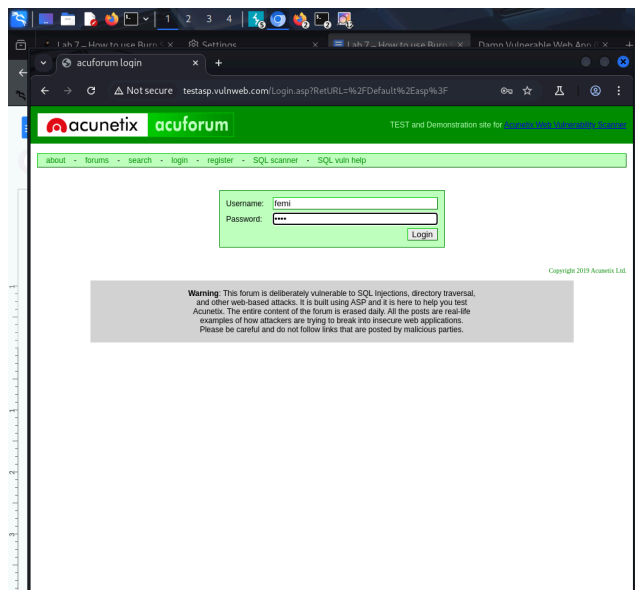 1 2 3 4
Lab 7 – How to use Burp S
Settings
Lab 7 – How to use Burp S
Damn Vulnerable Web App (
acuforum login
Not secure testasp.vulnweb.com/Login.asp?RetURL=%2FDefault%2Easp%3F
acunetix acuforum
TEST and Demonstration site for Acunetix Web Vulnerability Scanner
about - forums - search - login - register - SQL scanner - SQL vuln help
Username: femi
Password: ••••
Login
Copyright 2019 Acunetix Ltd.
Warning: This forum is deliberately vulnerable to SQL Injections, directory traversal,
and other web-based attacks. It is built using ASP and it is here to help you test
Acunetix. The entire content of the forum is erased daily. All the posts are real-life
examples of how attackers are trying to break into insecure web applications.
Please be careful and do not follow links that are posted by malicious parties.
1
1
2
3